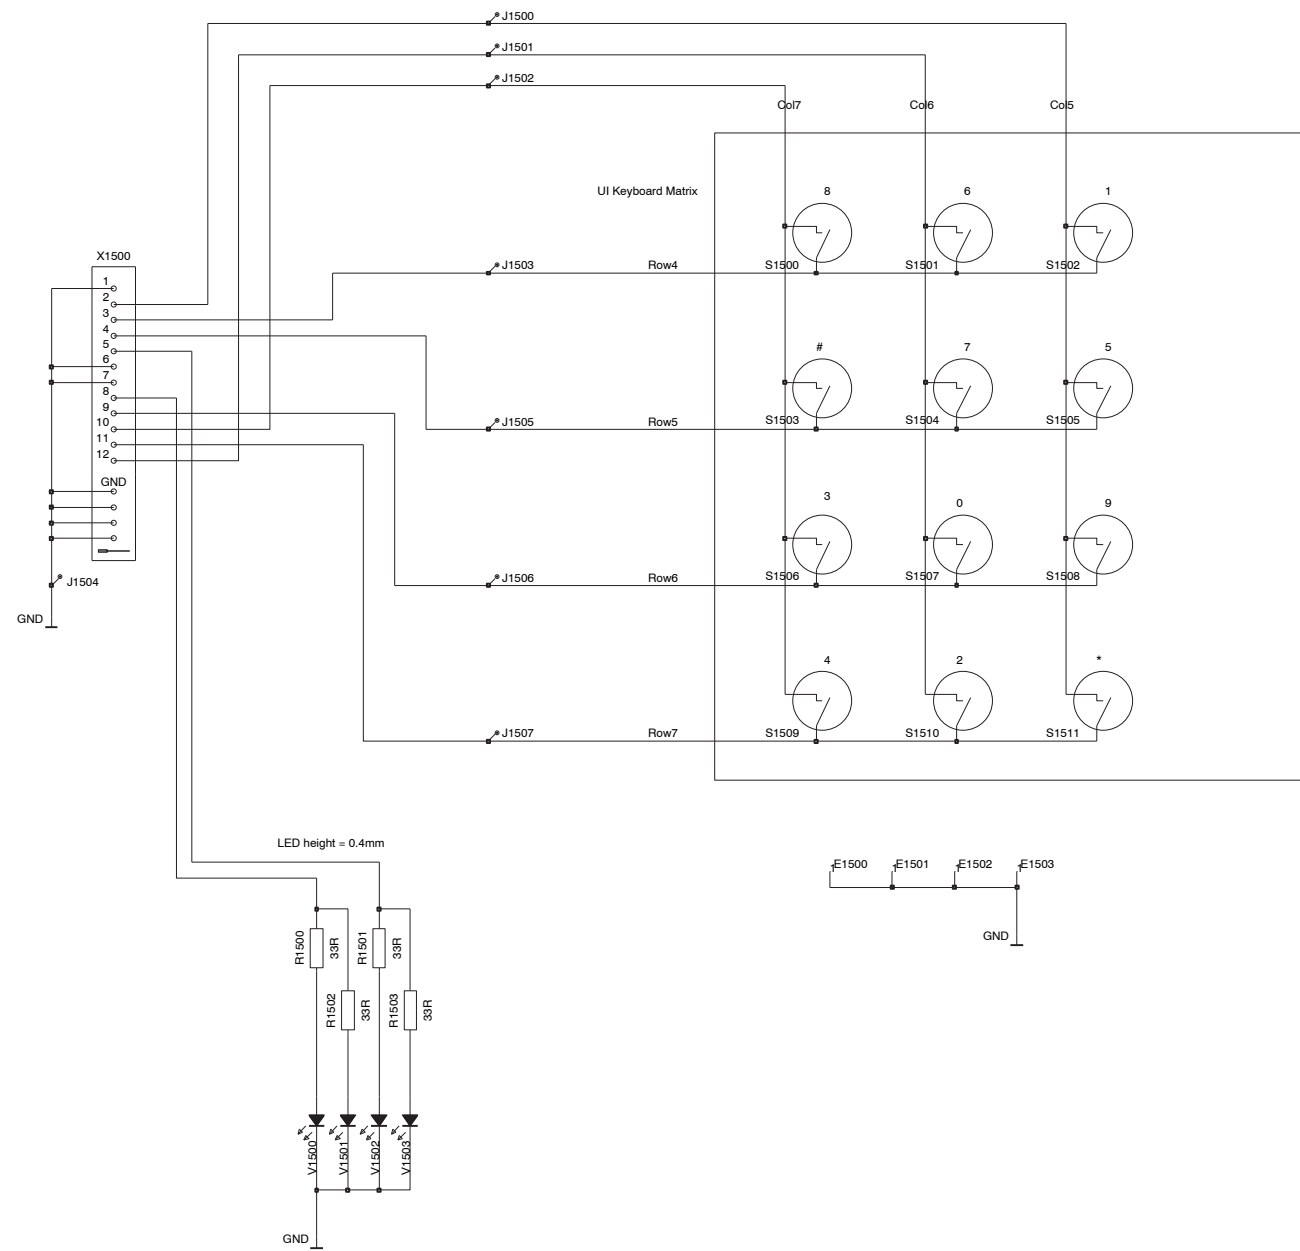 J1500
J1501
J1502
Col7 Col6 Col5
UI Keyboard Matrix
8 6 1
X1500
J1503 Row4 S1500 S1501 S1502
1
2
3
4
5
6
7
8
9
10
11
12
GND
# 7 5
J1505 Row5 S1503 S1504 S1505
3 0 9
J1504
J1506 Row6 S1506 S1507 S1508
GND
4 2 *
J1507 Row7 S1509 S1510 S1511
LED height = 0.4mm
E1500 E1501 E1502 E1503
GND
R1500 33R R1501 33R
R1502 33R R1503 33R
V1500 V1501 V1502 V1503
GND